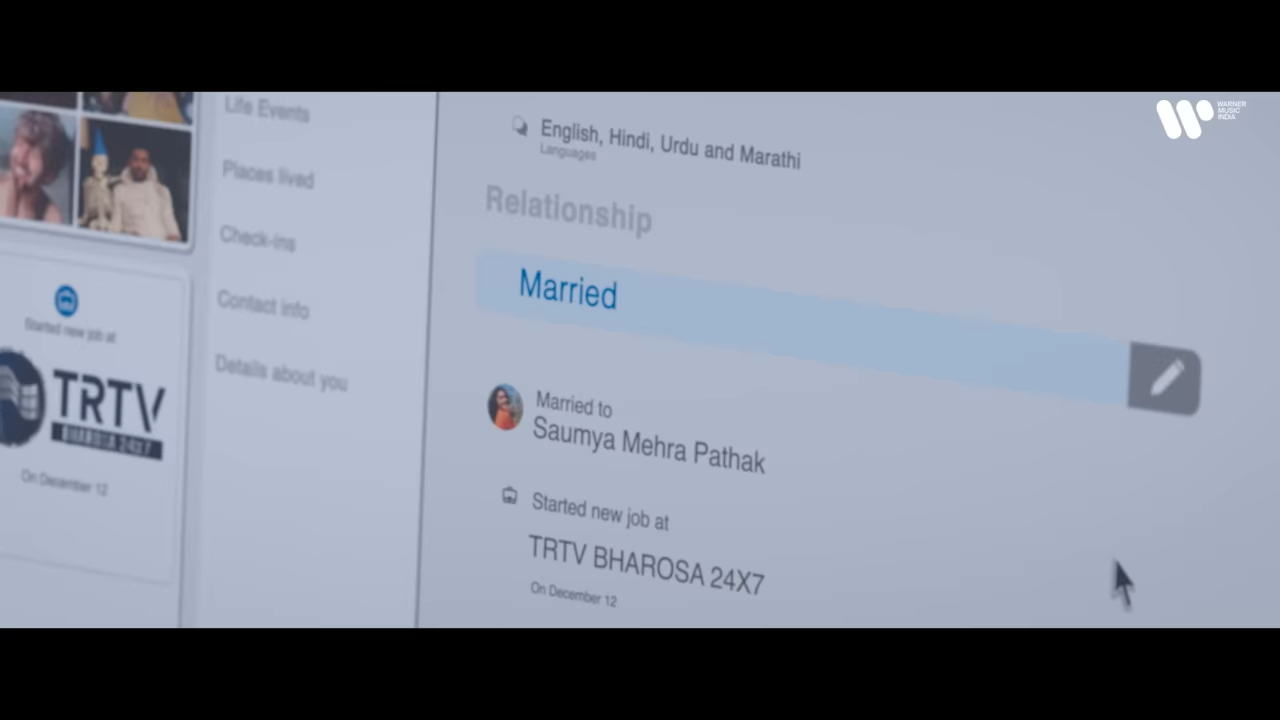 Life Events
Places lived
Check-ins
Contact info
Details about you
Started new job at
TRTV
BHAROSA 24X7
On December 12
English, Hindi, Urdu and Marathi
Languages
Relationship
Married
Married to
Saumya Mehra Pathak
Started new job at
TRTV BHAROSA 24X7
On December 12
WARNER
MUSIC
INDIA